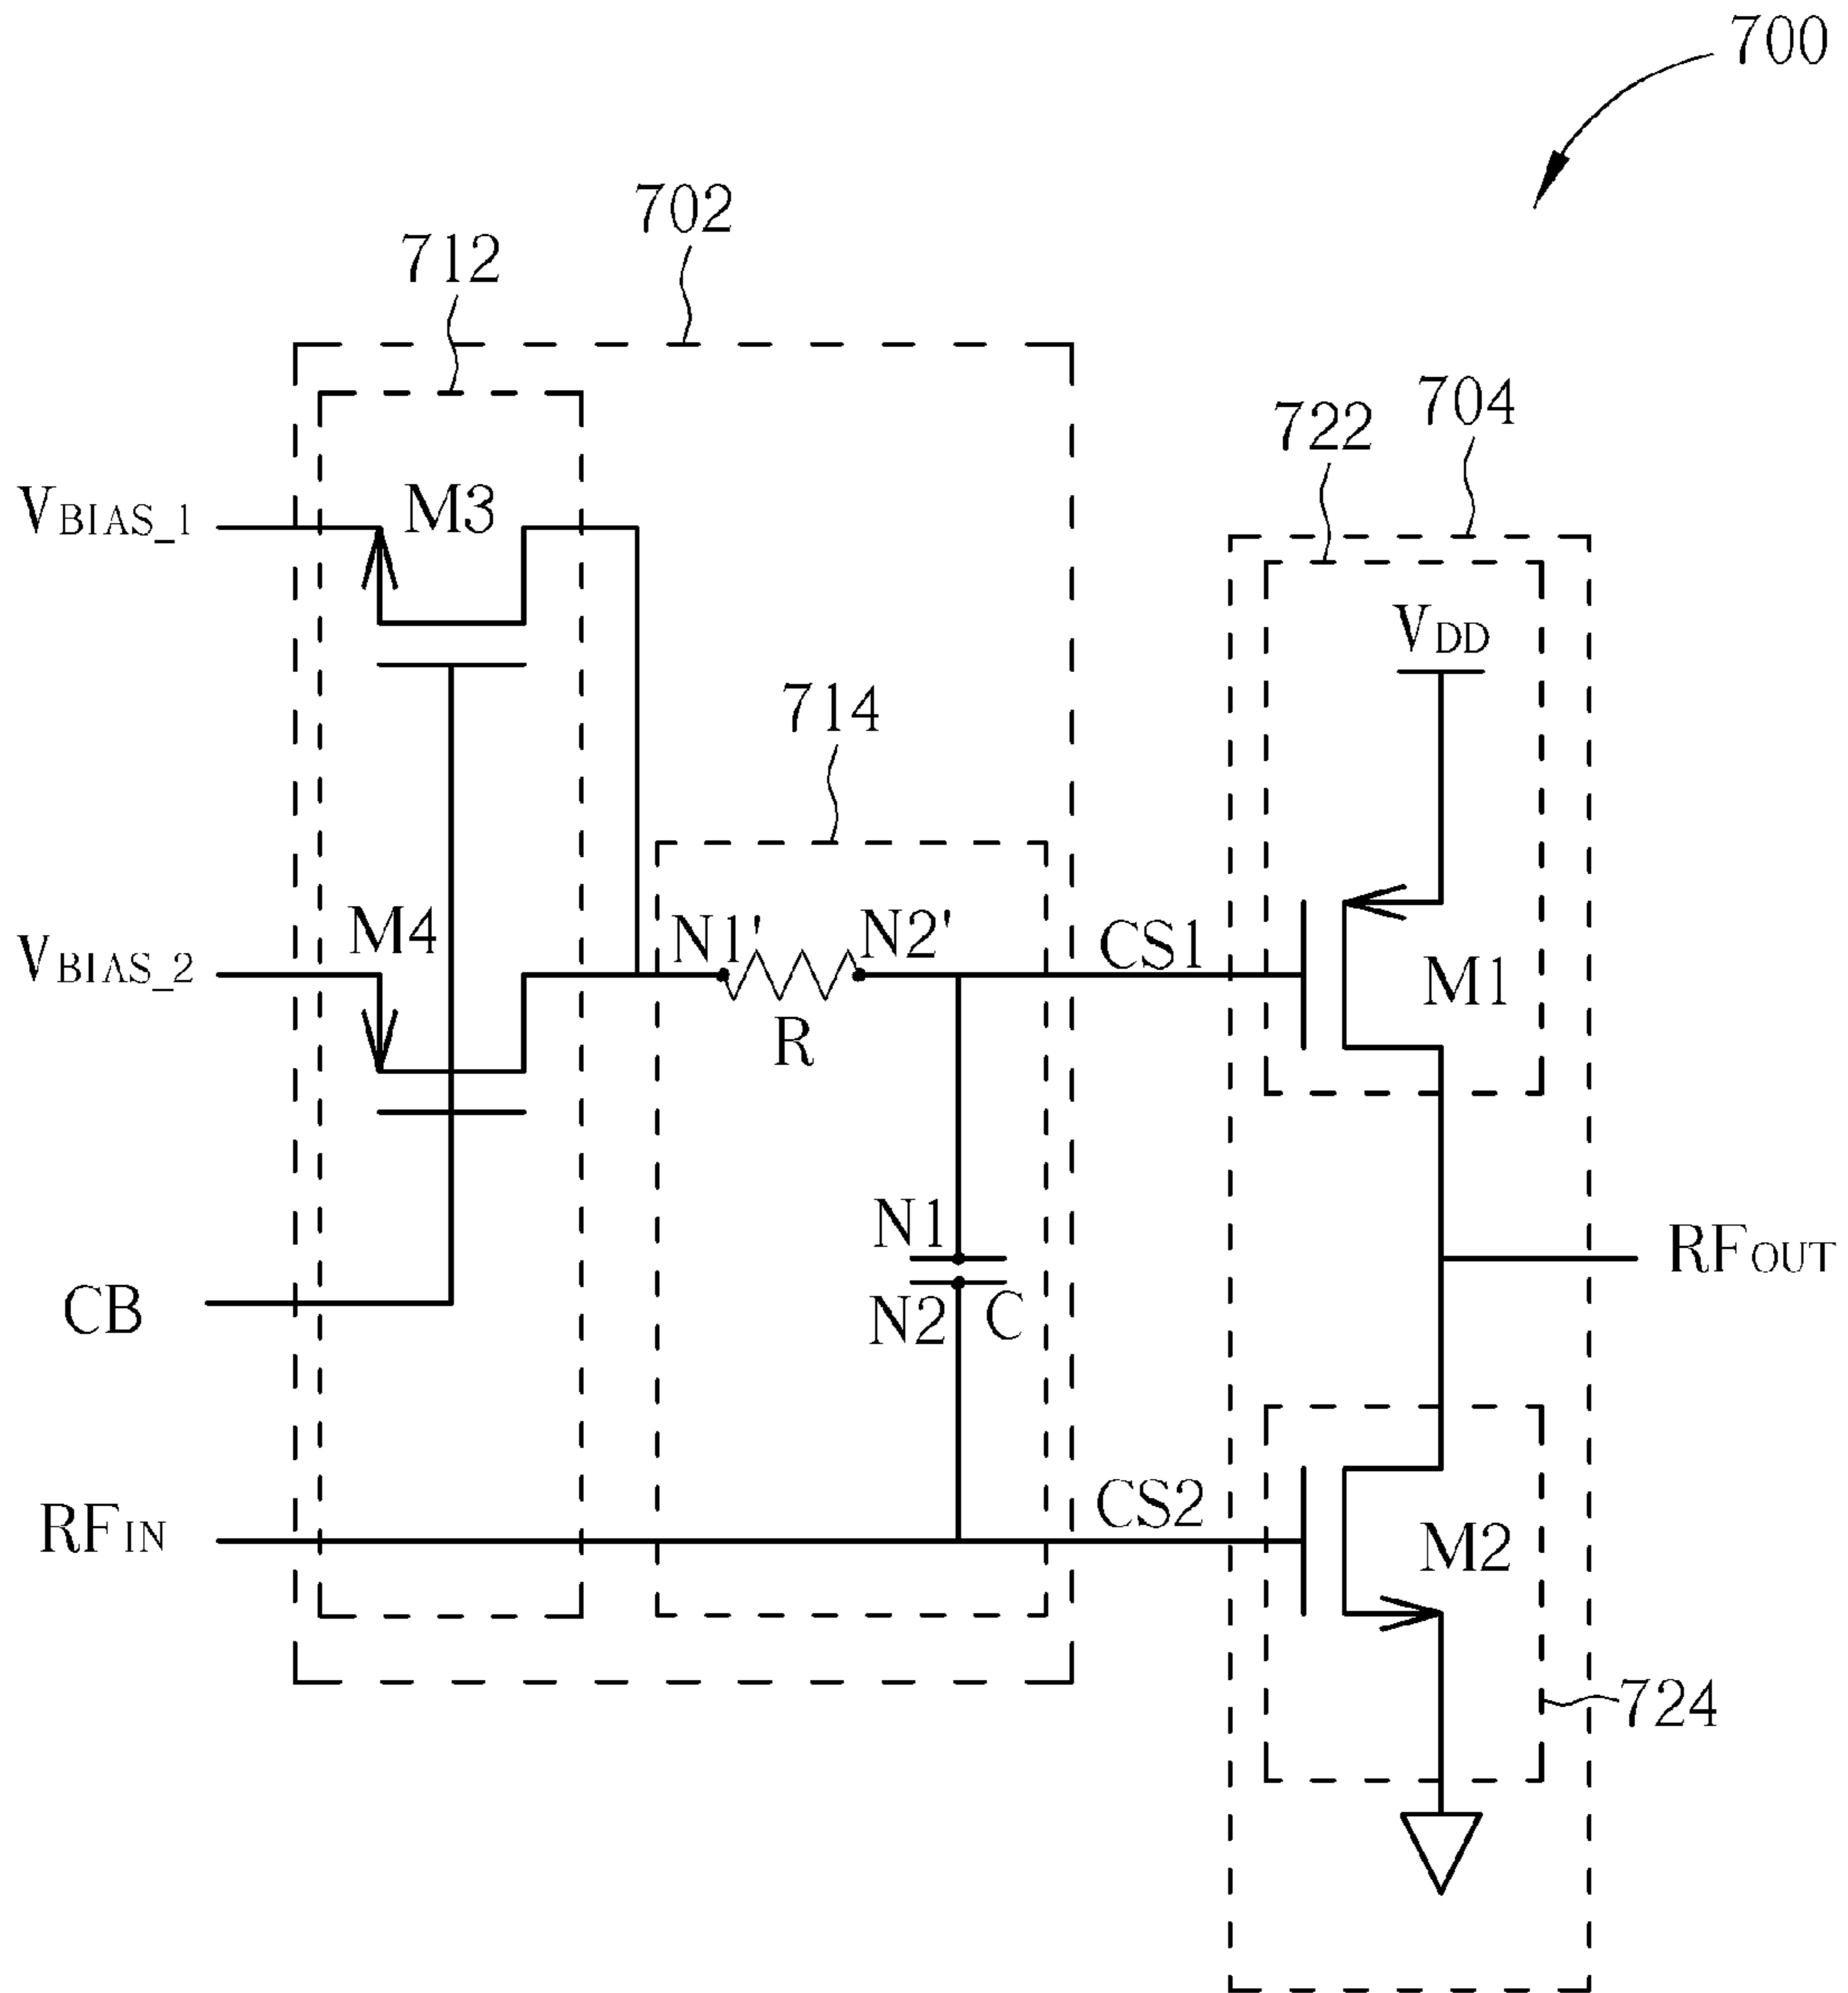 700
702
712
704
722
VBIAS_1
M3
VDD
714
M4
N1'
N2'
CS1
VBIAS_2
M1
R
N1
RFOUT
CB
N2
C
CS2
RFIN
M2
724